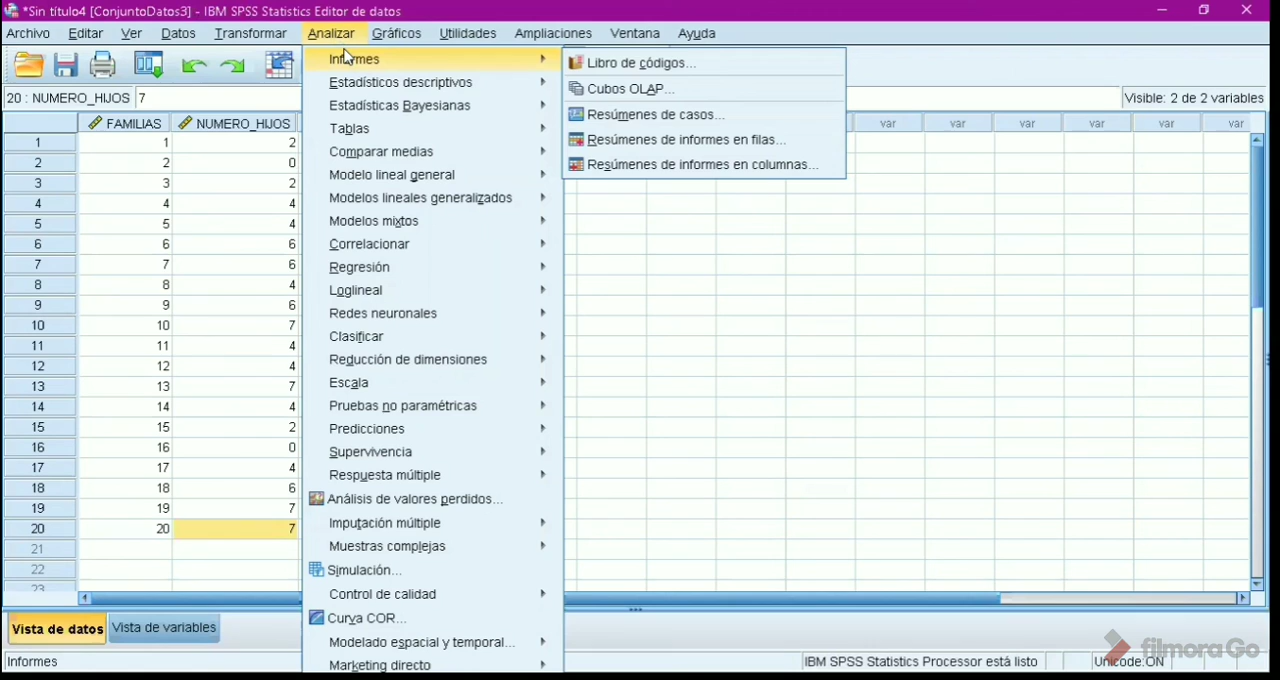 *Sin título4 [ConjuntoDatos3] - IBM SPSS Statistics Editor de datos
Archivo Editar Ver Datos Transformar Analizar Gráficos Utilidades Ampliaciones Ventana Ayuda
20 : NUMERO_HIJOS 7 Visible: 2 de 2 variables
FAMILIAS NUMERO_HIJOS var var var var var var
1 1 2
2 2 0
3 3 2
4 4 4
5 5 4
6 6 6
7 7 6
8 8 4
9 9 6
10 10 7
11 11 4
12 12 4
13 13 7
14 14 4
15 15 2
16 16 0
17 17 4
18 18 6
19 19 7
20 20 7
21
22
23
Informes
Estadísticos descriptivos
Estadísticas Bayesianas
Tablas
Comparar medias
Modelo lineal general
Modelos lineales generalizados
Modelos mixtos
Correlacionar
Regresión
Loglineal
Redes neuronales
Clasificar
Reducción de dimensiones
Escala
Pruebas no paramétricas
Predicciones
Supervivencia
Respuesta múltiple
Análisis de valores perdidos...
Imputación múltiple
Muestras complejas
Simulación...
Control de calidad
Curva COR...
Modelado espacial y temporal...
Marketing directo
Libro de códigos...
Cubos OLAP...
Resúmenes de casos...
Resúmenes de informes en filas...
Resúmenes de informes en columnas...
Vista de datos Vista de variables
Informes IBM SPSS Statistics Processor está listo Unicode:ON
filmoraGo